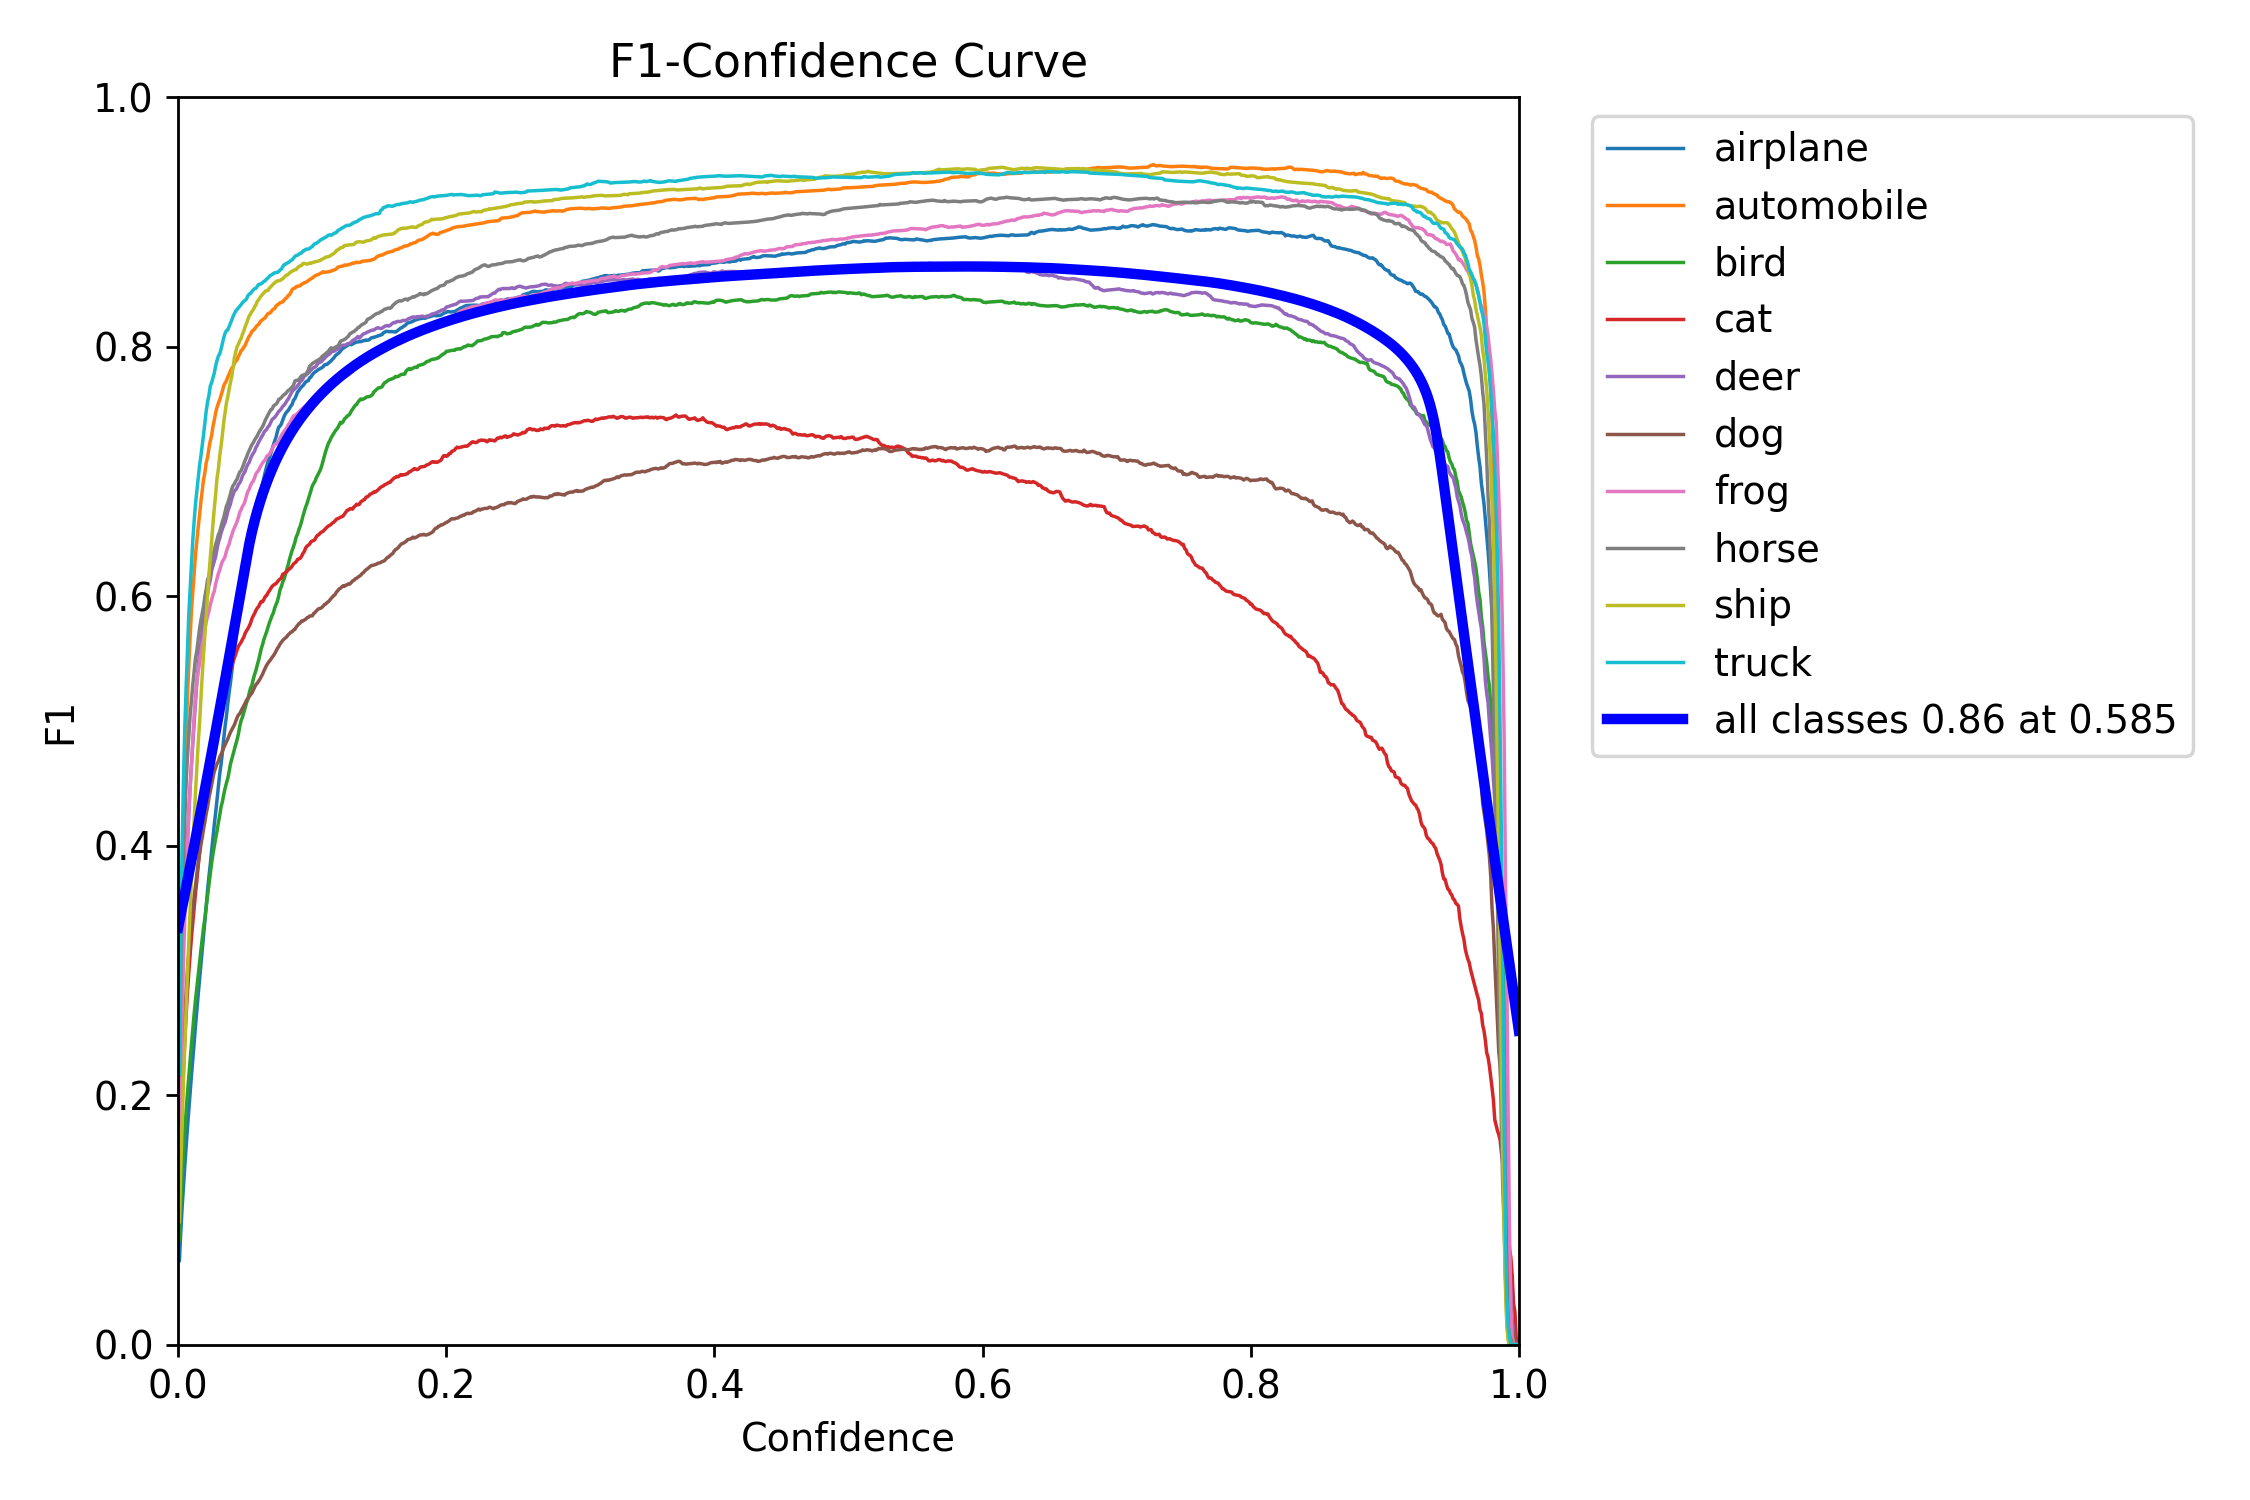 F1-Confidence Curve
1.0
0.8
0.6
0.4
0.2
0.0
F1
0.0 0.2 0.4 0.6 0.8 1.0
Confidence
airplane
automobile
bird
cat
deer
dog
frog
horse
ship
truck
all classes 0.86 at 0.585